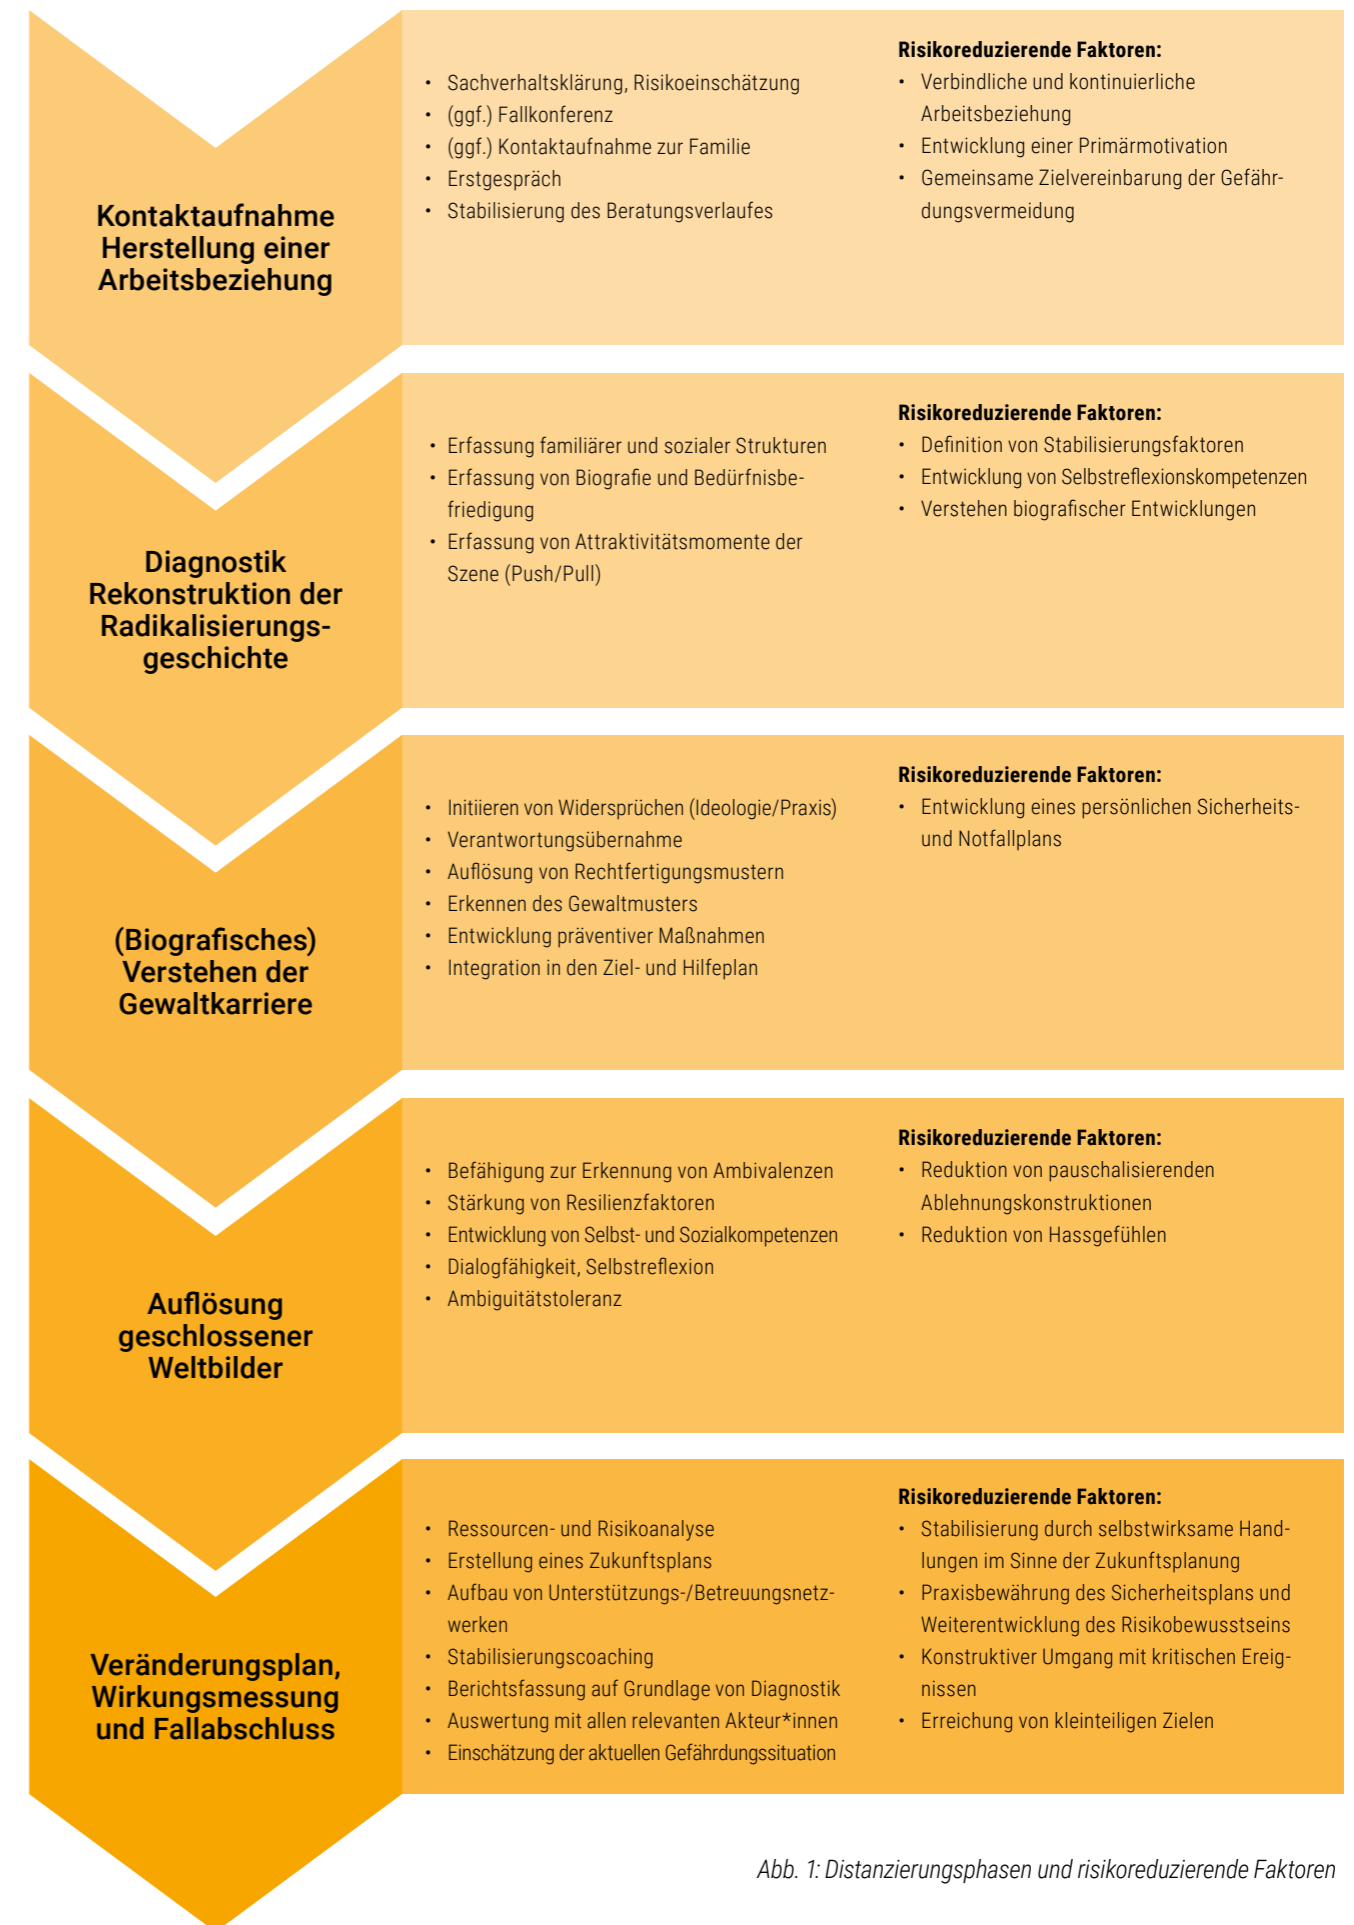 Kontaktaufnahme
Herstellung einer
Arbeitsbeziehung
• Sachverhaltsklärung, Risikoeinschätzung
• (ggf.) Fallkonferenz
• (ggf.) Kontaktaufnahme zur Familie
• Erstgespräch
• Stabilisierung des Beratungsverlaufes
Risikoreduzierende Faktoren:
• Verbindliche und kontinuierliche
Arbeitsbeziehung
• Entwicklung einer Primärmotivation
• Gemeinsame Zielvereinbarung der Gefähr-
dungsvermeidung
Diagnostik
Rekonstruktion der
Radikalisierungs-
geschichte
• Erfassung familiärer und sozialer Strukturen
• Erfassung von Biografie und Bedürfnisbe-
friedigung
• Erfassung von Attraktivitätsmomente der
Szene (Push/Pull)
Risikoreduzierende Faktoren:
• Definition von Stabilisierungsfaktoren
• Entwicklung von Selbstreflexionskompetenzen
• Verstehen biografischer Entwicklungen
(Biografisches)
Verstehen der
Gewaltkarriere
• Initiieren von Widersprüchen (Ideologie/Praxis)
• Verantwortungsübernahme
• Auflösung von Rechtfertigungsmustern
• Erkennen des Gewaltmusters
• Entwicklung präventiver Maßnahmen
• Integration in den Ziel- und Hilfeplan
Risikoreduzierende Faktoren:
• Entwicklung eines persönlichen Sicherheits-
und Notfallplans
Auflösung
geschlossener
Weltbilder
• Befähigung zur Erkennung von Ambivalenzen
• Stärkung von Resilienzfaktoren
• Entwicklung von Selbst- und Sozialkompetenzen
• Dialogfähigkeit, Selbstreflexion
• Ambiguitätstoleranz
Risikoreduzierende Faktoren:
• Reduktion von pauschalisierenden
Ablehnungskonstruktionen
• Reduktion von Hassgefühlen
Veränderungsplan,
Wirkungsmessung
und Fallabschluss
• Ressourcen- und Risikoanalyse
• Erstellung eines Zukunftsplans
• Aufbau von Unterstützungs-/Betreuungsnetz-
werken
• Stabilisierungscoaching
• Berichtsfassung auf Grundlage von Diagnostik
• Auswertung mit allen relevanten Akteur*innen
• Einschätzung der aktuellen Gefährdungssituation
Risikoreduzierende Faktoren:
• Stabilisierung durch selbstwirksame Hand-
lungen im Sinne der Zukunftsplanung
• Praxisbewährung des Sicherheitsplans und
Weiterentwicklung des Risikobewusstseins
• Konstruktiver Umgang mit kritischen Ereig-
nissen
• Erreichung von kleinteiligen Zielen
Abb. 1: Distanzierungsphasen und risikoreduzierende Faktoren